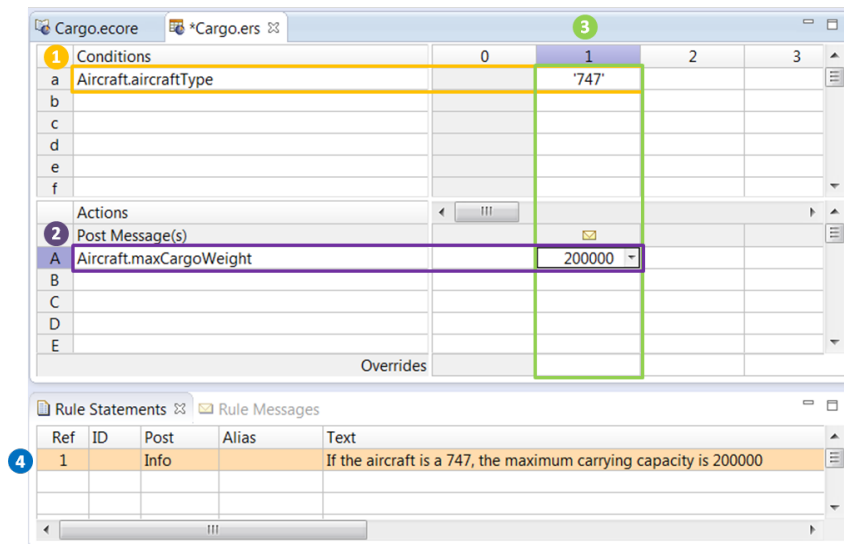 Cargo.ecore *Cargo.ers 3
1 Conditions 0 1 2 3
a Aircraft.aircraftType '747'
b
c
d
e
f
Actions
2 Post Message(s)
A Aircraft.maxCargoWeight 200000
B
C
D
E
Overrides
Rule Statements Rule Messages
Ref ID Post Alias Text
4 1 Info If the aircraft is a 747, the maximum carrying capacity is 200000